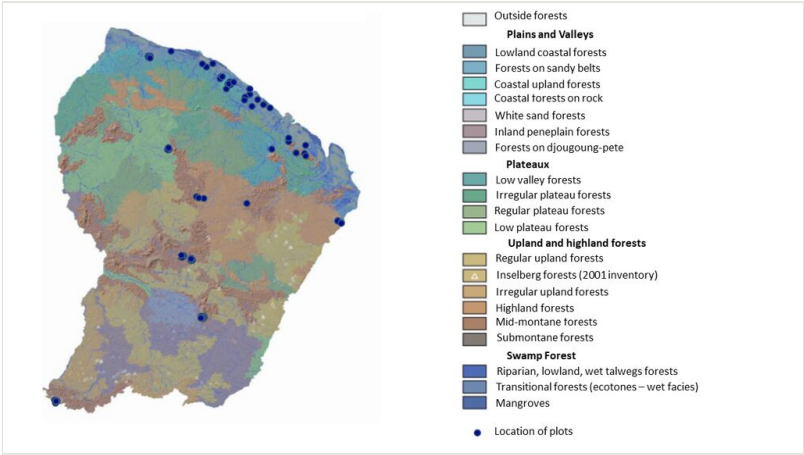 Outside forests
Plains and Valleys
Lowland coastal forests
Forests on sandy belts
Coastal upland forests
Coastal forests on rock
White sand forests
Inland peneplain forests
Forests on djougoung-pete
Plateaux
Low valley forests
Irregular plateau forests
Regular plateau forests
Low plateau forests
Upland and highland forests
Regular upland forests
Inselberg forests (2001 inventory)
Irregular upland forests
Highland forests
Mid-montane forests
Submontane forests
Swamp Forest
Riparian, lowland, wet talwegs forests
Transitional forests (ecotones – wet facies)
Mangroves
Location of plots